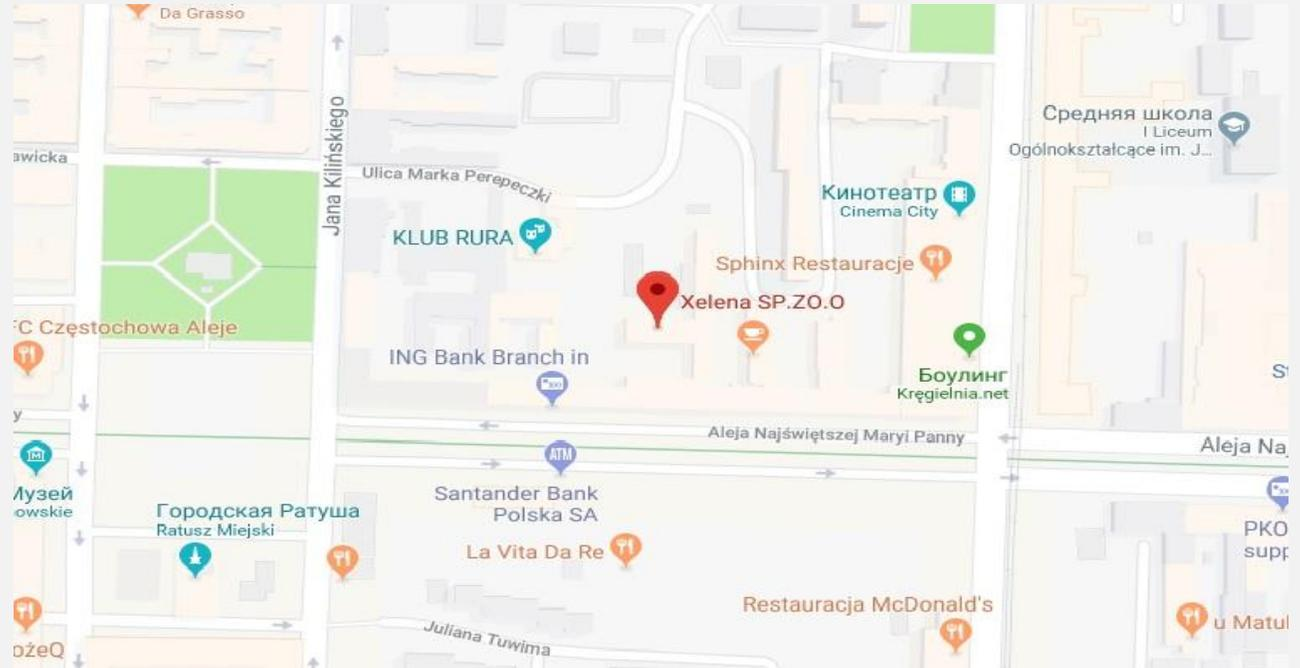 Da Grasso
Средняя школа
I Liceum
Ogólnokształcące im. J...
awicka
Jana Kilińskiego
Ulica Marka Perepeczki
Кинотеатр
Cinema City
KLUB RURA
Sphinx Restauracje
Xelena SP.ZO.O
FC Częstochowa Aleje
ING Bank Branch in
Боулинг
Kręgielnia.net
S
y
Aleja Najświętszej Maryi Panny
Aleja Naj
ATM
Музей
owskie
Santander Bank
Polska SA
Городская Ратуша
Ratusz Miejski
PKO
supp
La Vita Da Re
Restauracja McDonald's
u Matul
Juliana Tuwima
ożeQ